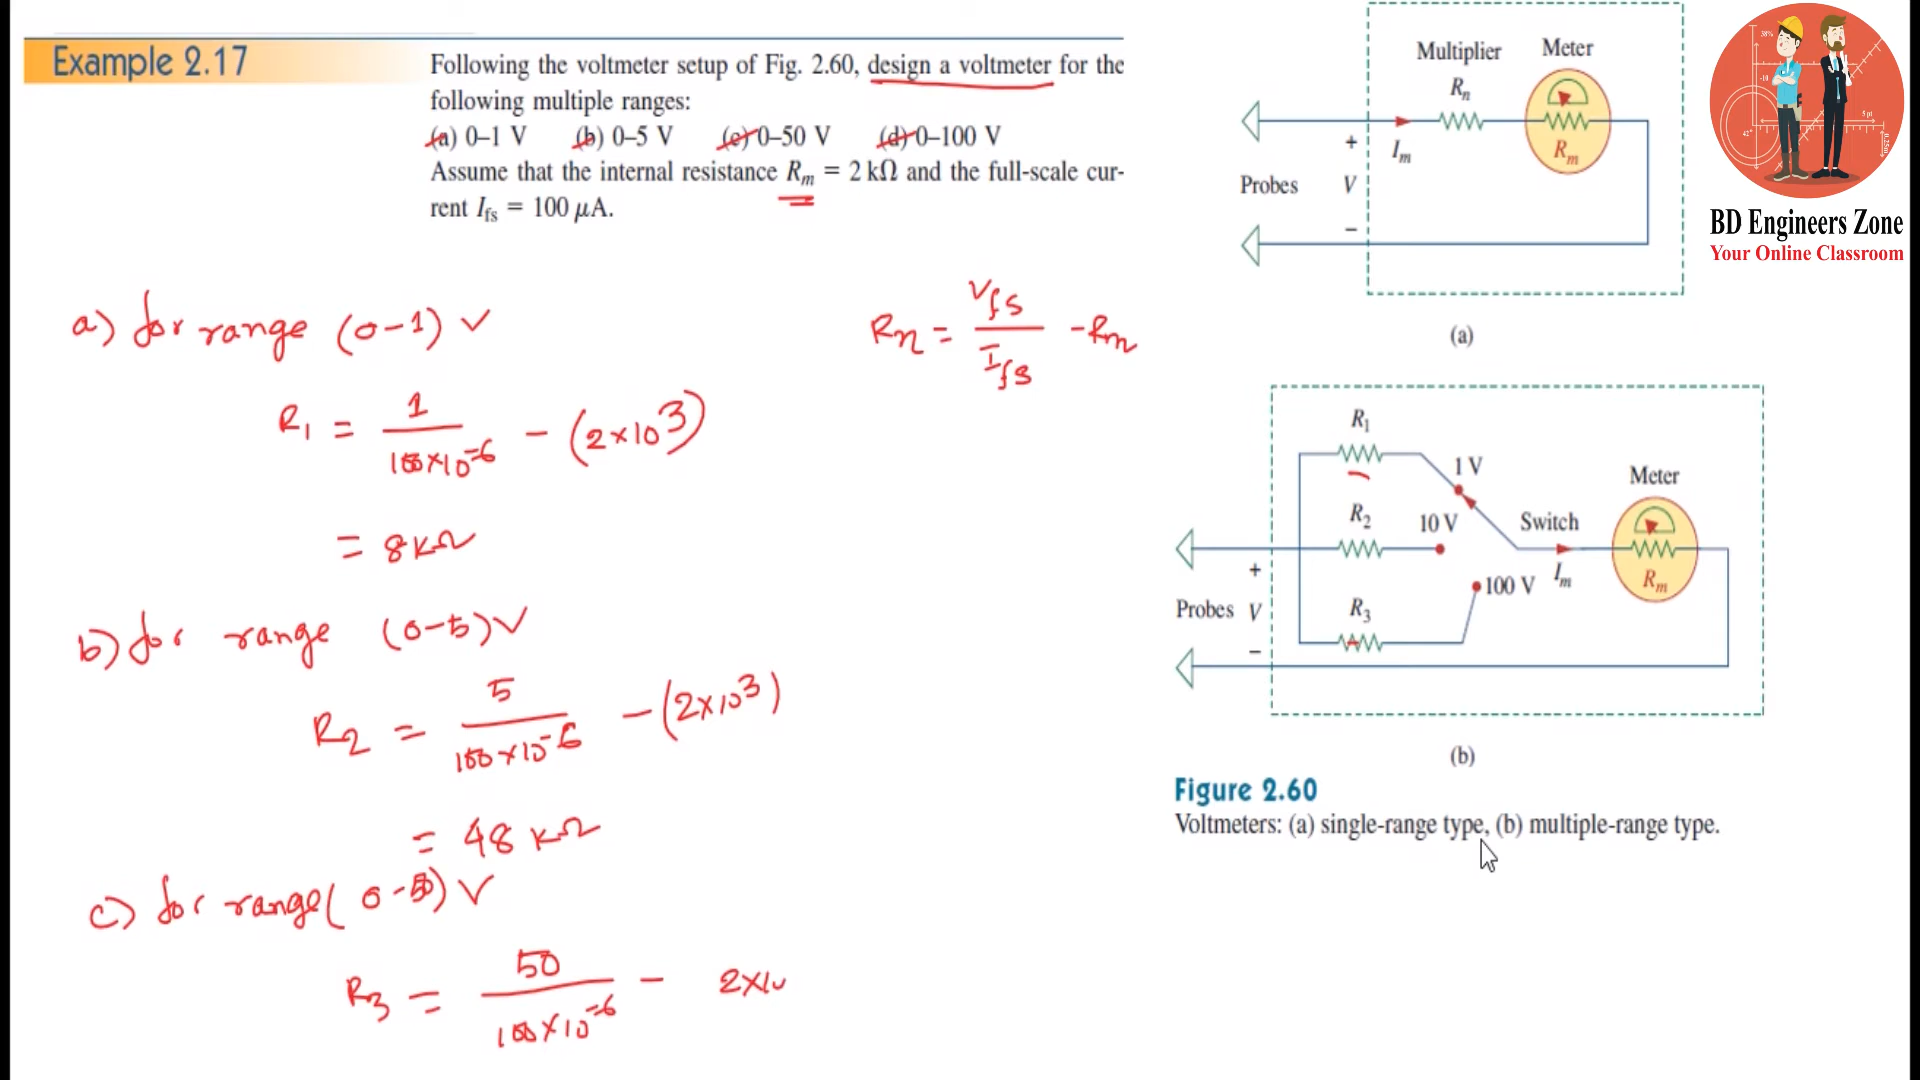 Example 2.17
Following the voltmeter setup of Fig. 2.60, design a voltmeter for the
following multiple ranges:
(a) 0–1 V (b) 0–5 V (c) 0–50 V (d) 0–100 V
Assume that the internal resistance Rm = 2 kΩ and the full-scale cur-
rent Ifs = 100 μA.
a) for range (0-1) V
R1 = 1 / 100×10^-6 - (2×10^3)
= 8 kΩ
b) for range (0-5) V
R2 = 5 / 100×10^-6 - (2×10^3)
= 48 kΩ
c) for range (0-50) V
R3 = 50 / 100×10^-6 - 2×10
Rn = Vfs / Ifs - Rm
Multiplier Meter
Rn
+ Im Rm
Probes V
–
(a)
R1
1 V
Meter
R2 10 V Switch
+ 100 V Im Rm
Probes V R3
–
(b)
Figure 2.60
Voltmeters: (a) single-range type, (b) multiple-range type.
BD Engineers Zone
Your Online Classroom